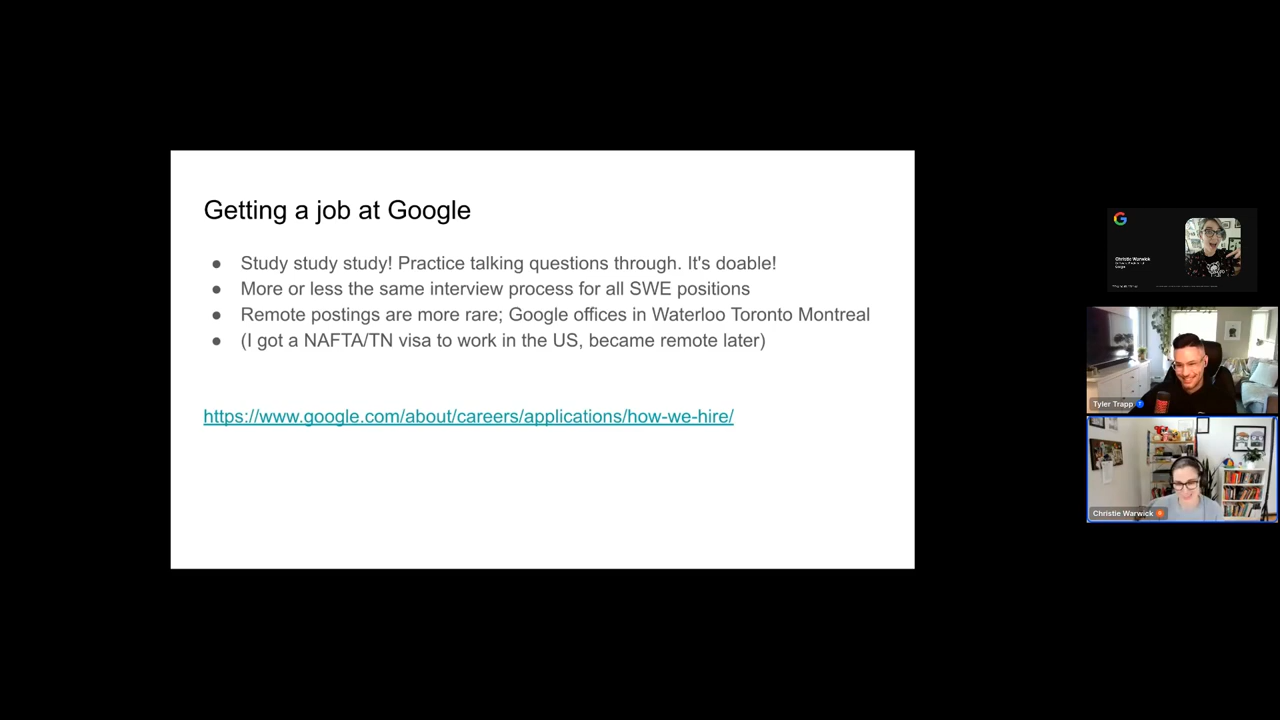 Getting a job at Google
● Study study study! Practice talking questions through. It's doable!
● More or less the same interview process for all SWE positions
● Remote postings are more rare; Google offices in Waterloo Toronto Montreal
● (I got a NAFTA/TN visa to work in the US, became remote later)
https://www.google.com/about/careers/applications/how-we-hire/
Christie Warwick
Google
Tyler Trapp
Christie Warwick